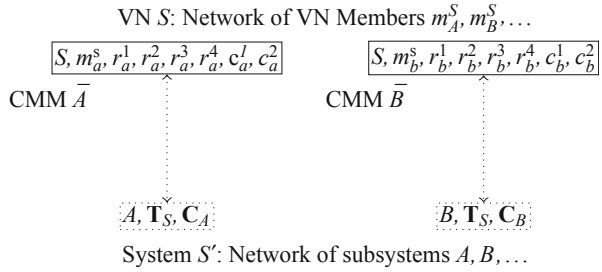 VN S: Network of VN Members m_A^S, m_B^S, …
S, m_a^s, r_a^1, r_a^2, r_a^3, r_a^4, c_a^1, c_a^2 S, m_b^s, r_b^1, r_b^2, r_b^3, r_b^4, c_b^1, c_b^2
CMM A̅ CMM B̅
A, T_S, C_A B, T_S, C_B
System S′: Network of subsystems A, B, …